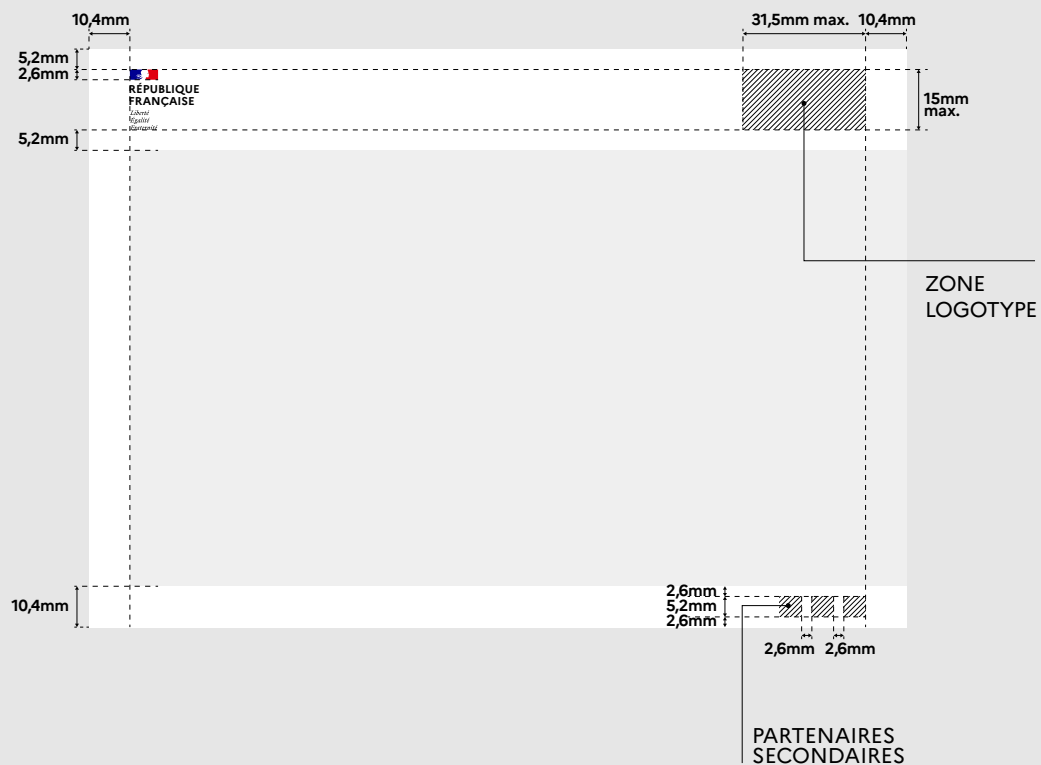 10,4mm
31,5mm max.
10,4mm
5,2mm
2,6mm
RÉPUBLIQUE
FRANÇAISE
Liberté
Égalité
Fraternité
15mm
max.
5,2mm
ZONE
LOGOTYPE
10,4mm
2,6mm
5,2mm
2,6mm
2,6mm
2,6mm
PARTENAIRES
SECONDAIRES